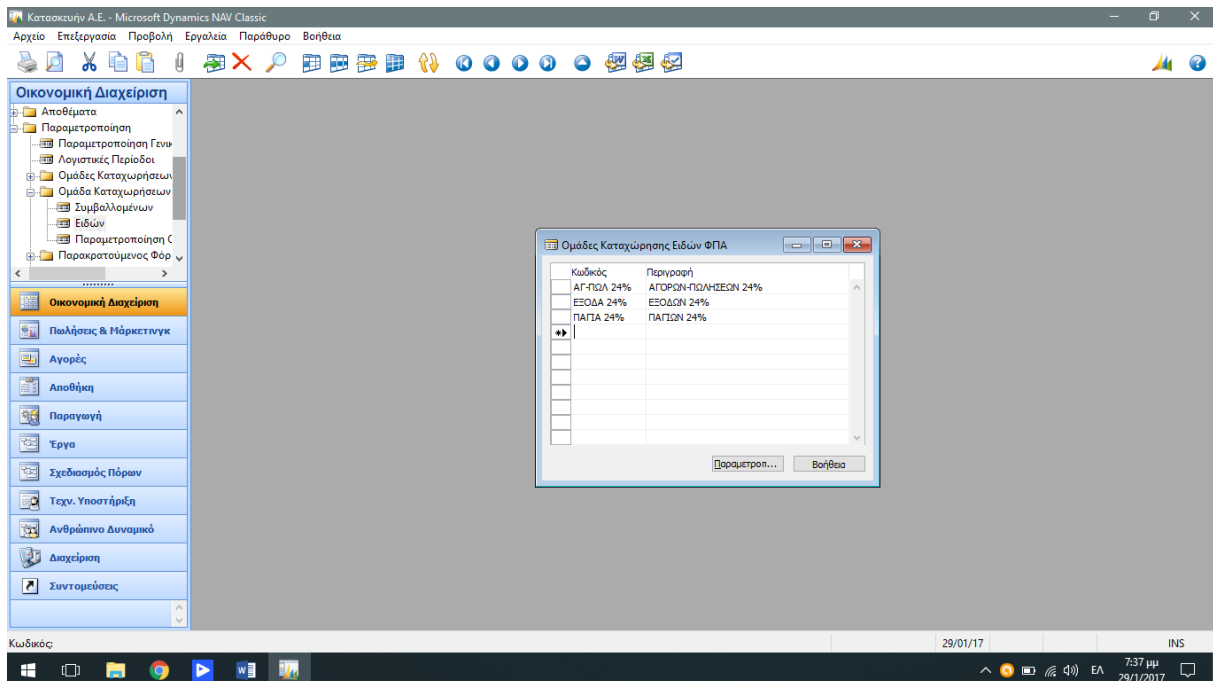 Κατασκευήν Α.Ε. - Microsoft Dynamics NAV Classic
Αρχείο Επεξεργασία Προβολή Εργαλεία Παράθυρο Βοήθεια
Οικονομική Διαχείριση
Αποθέματα
Παραμετροποίηση
Παραμετροποίηση Γενικ
Λογιστικές Περίοδοι
Ομάδες Καταχωρήσεων
Ομάδα Καταχωρήσεων
Συμβαλλομένων
Ειδών
Παραμετροποίηση Ο
Παρακρατούμενος Φόρ
Οικονομική Διαχείριση
Πωλήσεις & Μάρκετινγκ
Αγορές
Αποθήκη
Παραγωγή
Έργα
Σχεδιασμός Πόρων
Τεχν. Υποστήριξη
Ανθρώπινο Δυναμικό
Διαχείριση
Συντομεύσεις
Ομάδες Καταχώρησης Ειδών ΦΠΑ
Κωδικός Περιγραφή
ΑΓ-ΠΩΛ 24% ΑΓΟΡΩΝ-ΠΩΛΗΣΕΩΝ 24%
ΕΞΟΔΑ 24% ΕΞΟΔΩΝ 24%
ΠΑΓΙΑ 24% ΠΑΓΙΩΝ 24%
Παραμετροπ... Βοήθεια
Κωδικός: 29/01/17 INS
ΕΛ 7:37 μμ
29/1/2017